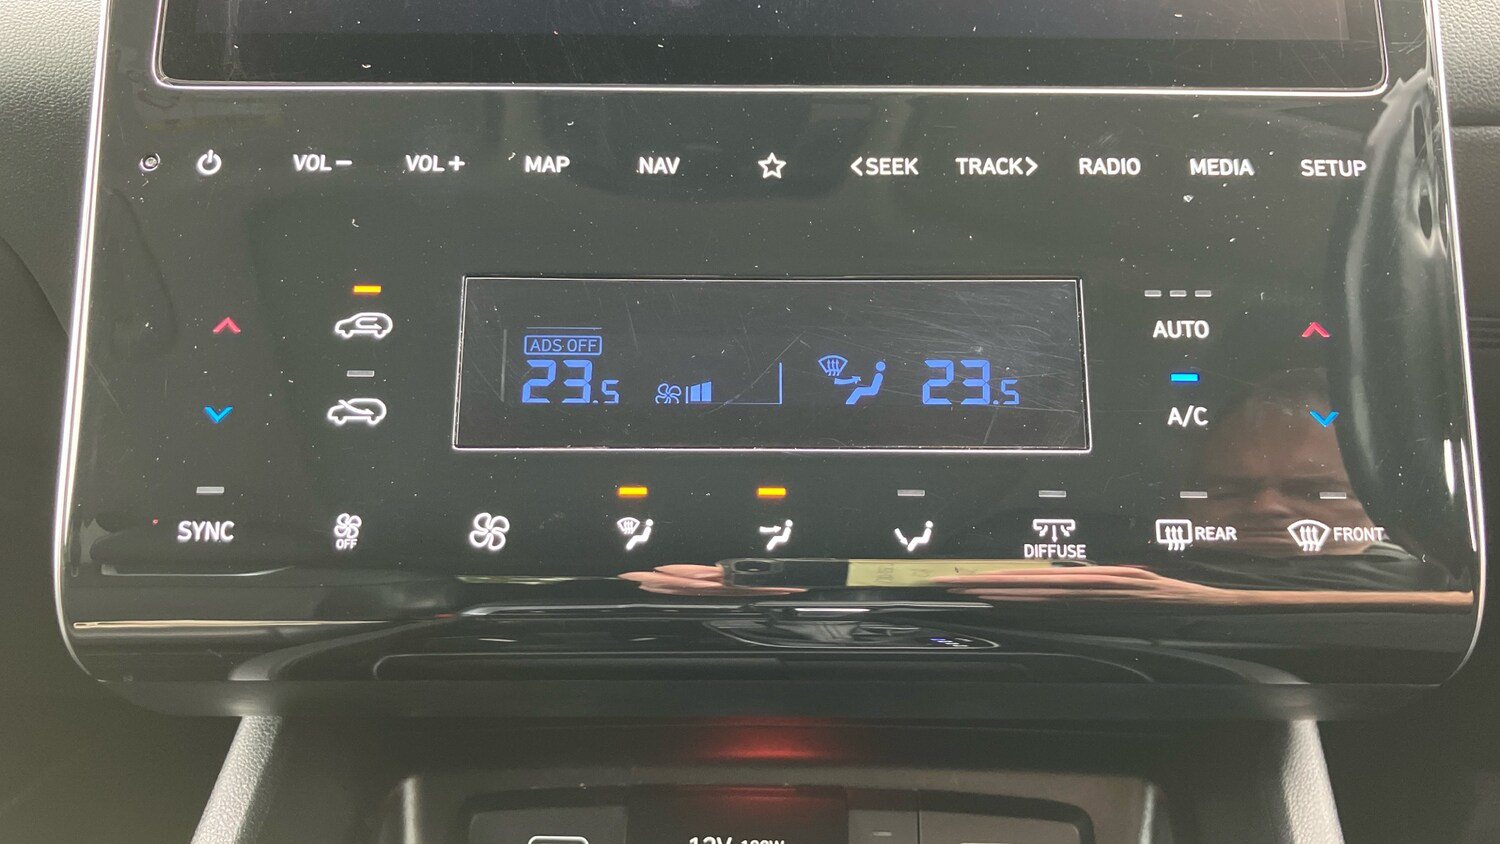 VOL− VOL+ MAP NAV <SEEK TRACK> RADIO MEDIA SETUP
ADS OFF
23.5 23.5
AUTO
A/C
SYNC OFF DIFFUSE REAR FRONT
12V